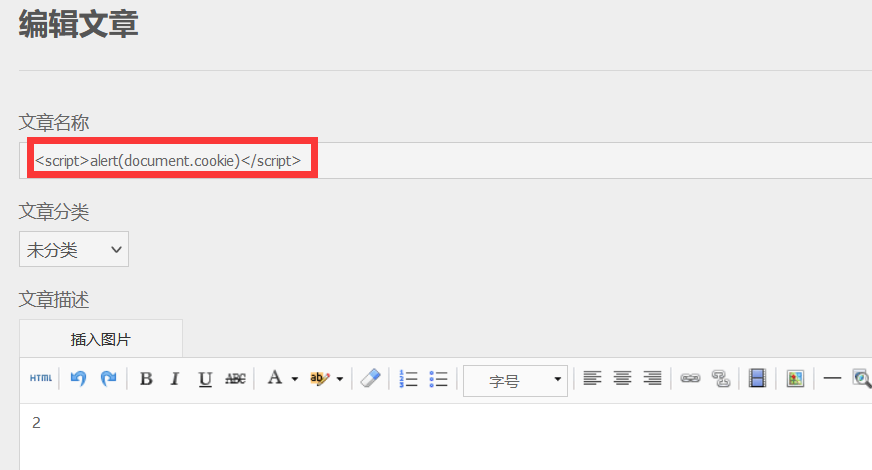 编辑文章
文章名称
<script>alert(document.cookie)</script>
文章分类
未分类
文章描述
插入图片
HTML B I U ABC A ab 字号
2